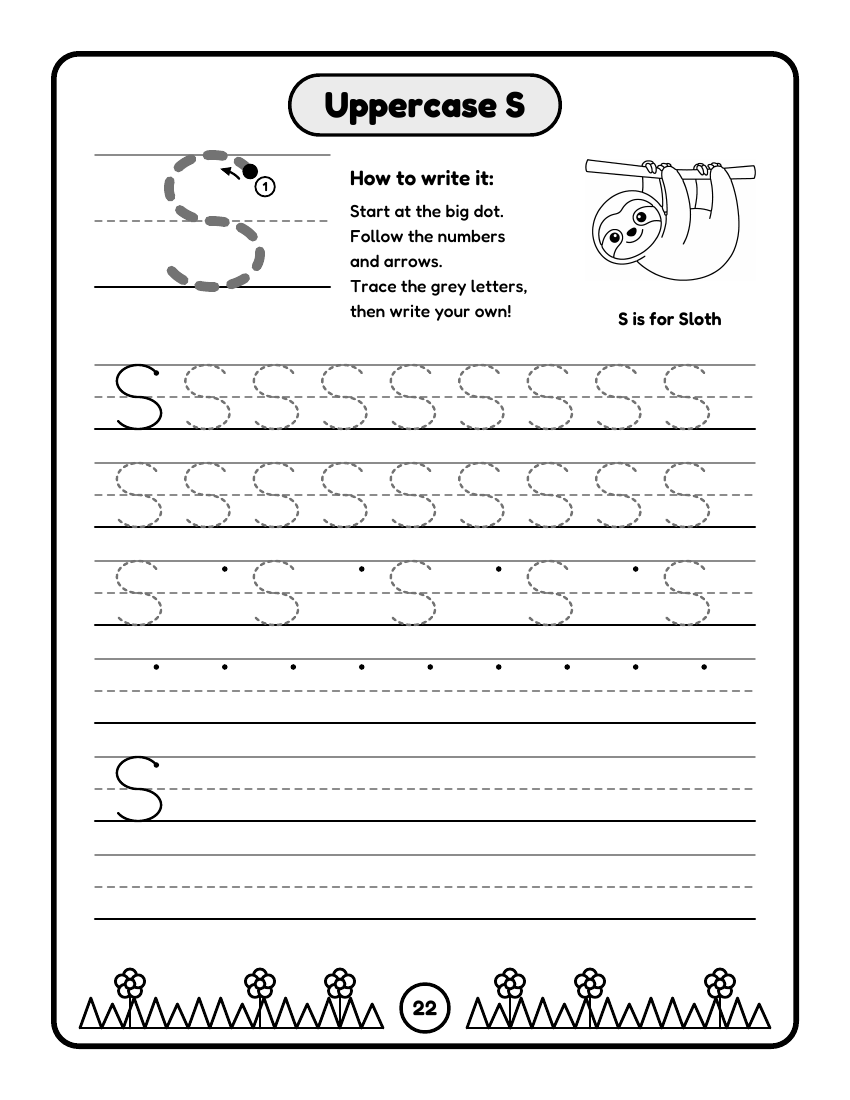 Uppercase S
1
How to write it:
Start at the big dot.
Follow the numbers
and arrows.
Trace the grey letters,
then write your own!
S is for Sloth
S S S S S S S S S
S S S S S S S S S
S S S S S
S
22